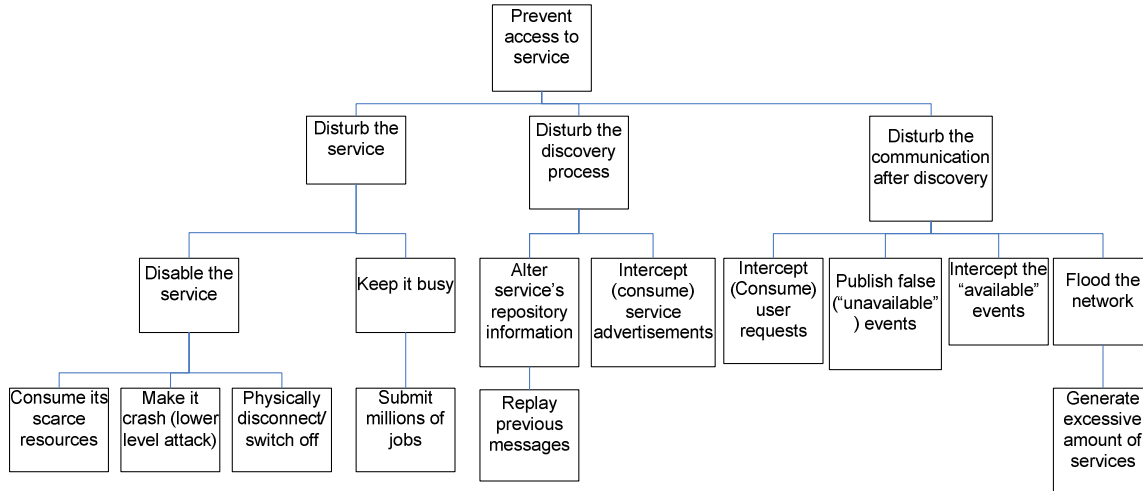 Prevent
access to
service
Disturb the
service
Disturb the
discovery
process
Disturb the
communication
after discovery
Disable the
service
Keep it busy
Alter
service’s
repository
information
Intercept
(consume)
service
advertisements
Intercept
(Consume)
user
requests
Publish false
(“unavailable”
) events
Intercept the
“available”
events
Flood the
network
Consume its
scarce
resources
Make it
crash (lower
level attack)
Physically
disconnect/
switch off
Submit
millions of
jobs
Replay
previous
messages
Generate
excessive
amount of
services